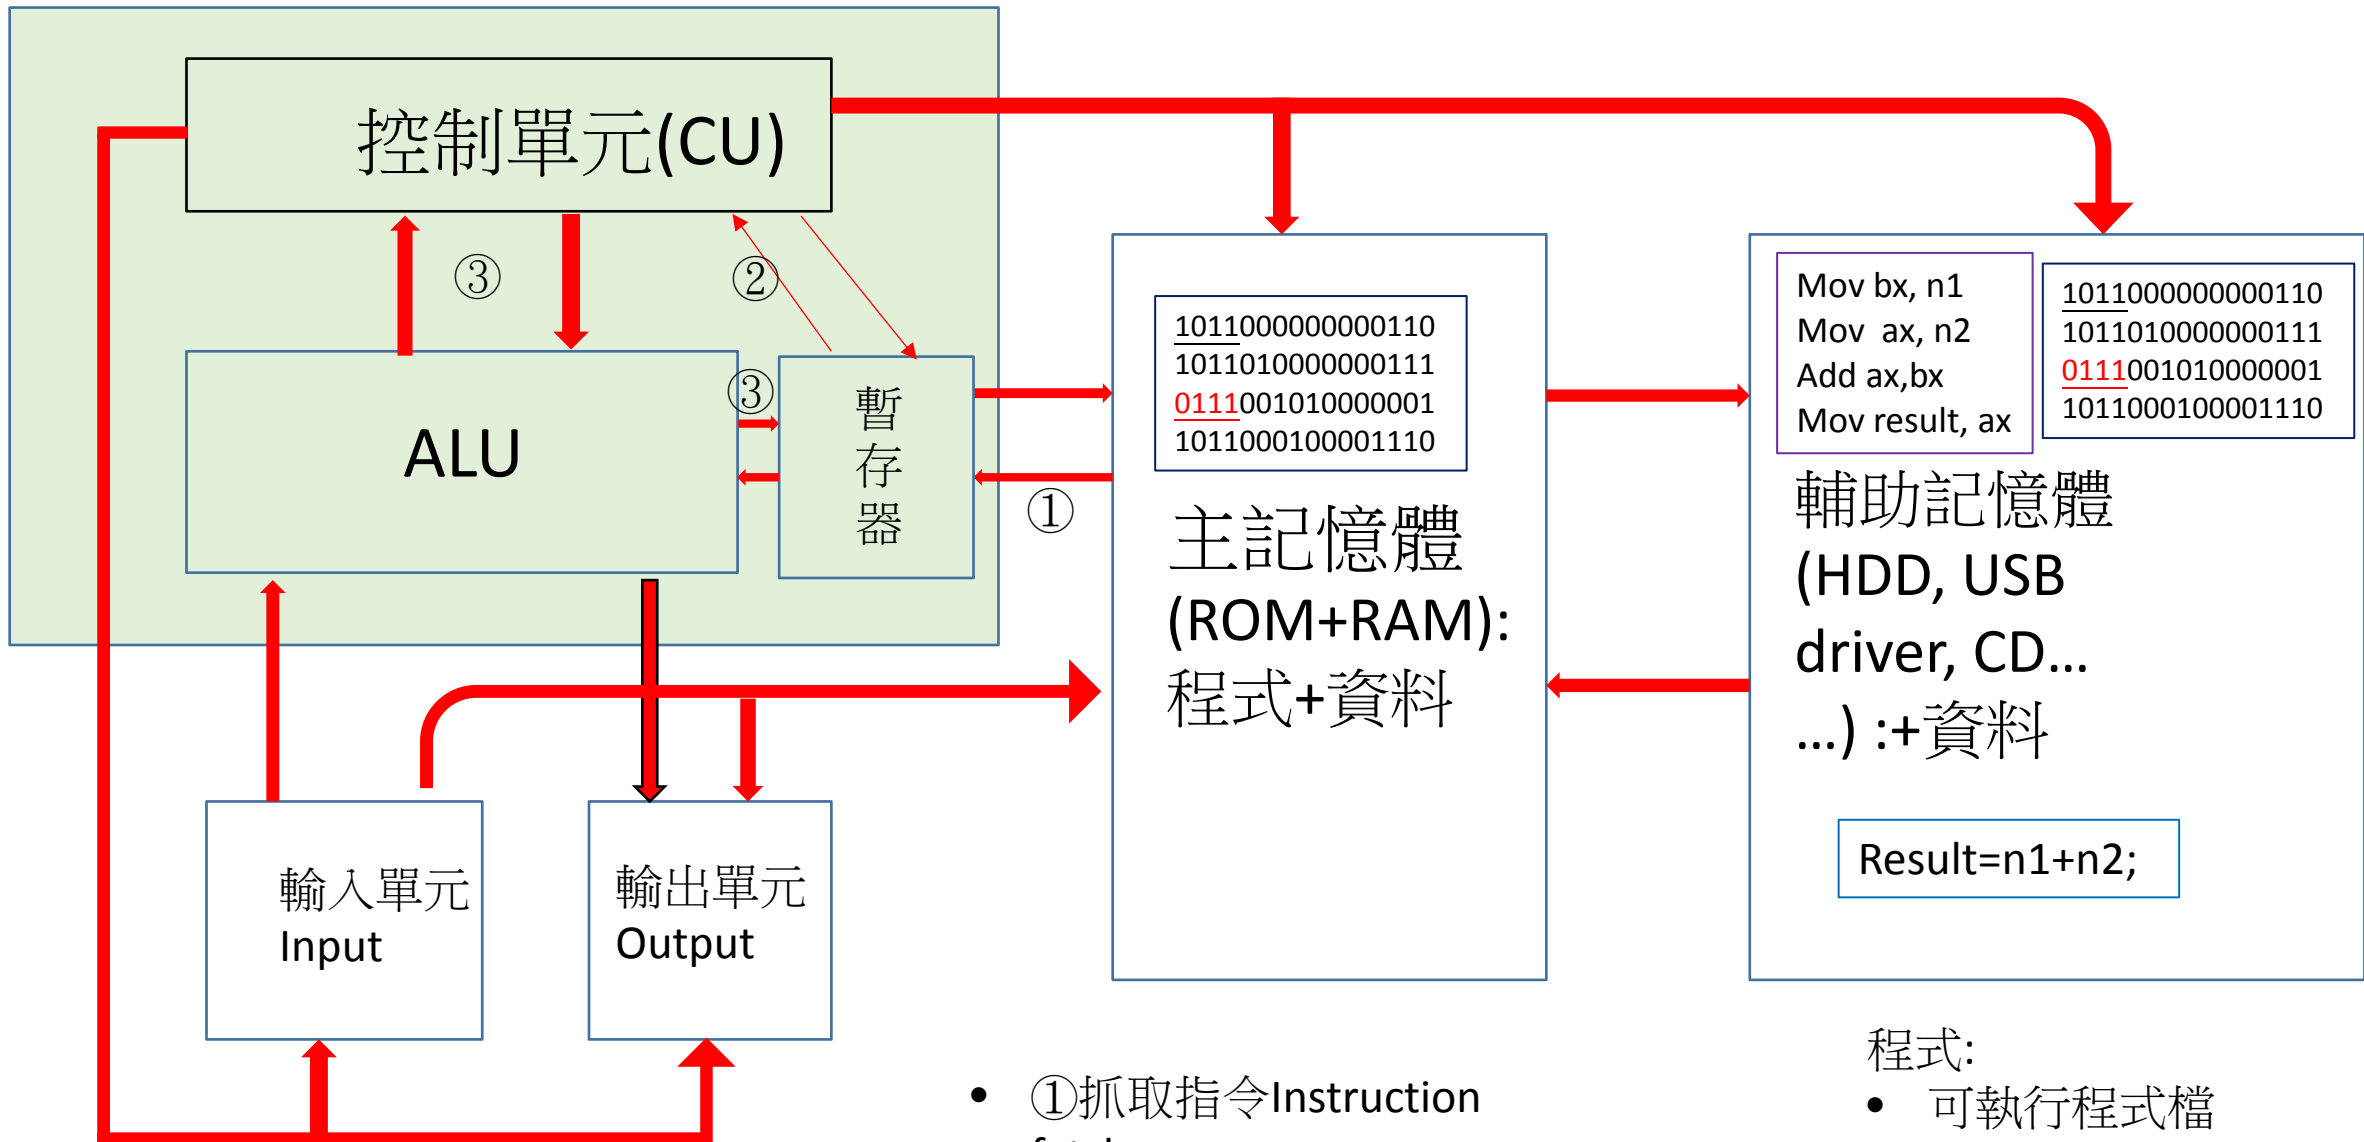 控制單元(CU)
③
②
ALU
③
暫
存
器
①
1011000000000110
1011010000000111
0111001010000001
1011000100001110
主記憶體
(ROM+RAM):
程式+資料
Mov bx, n1
Mov ax, n2
Add ax,bx
Mov result, ax
1011000000000110
1011010000000111
0111001010000001
1011000100001110
輔助記憶體
(HDD, USB
driver, CD…
…) :+資料
Result=n1+n2;
輸入單元
Input
輸出單元
Output
• ①抓取指令Instruction
程式:
• 可執行程式檔